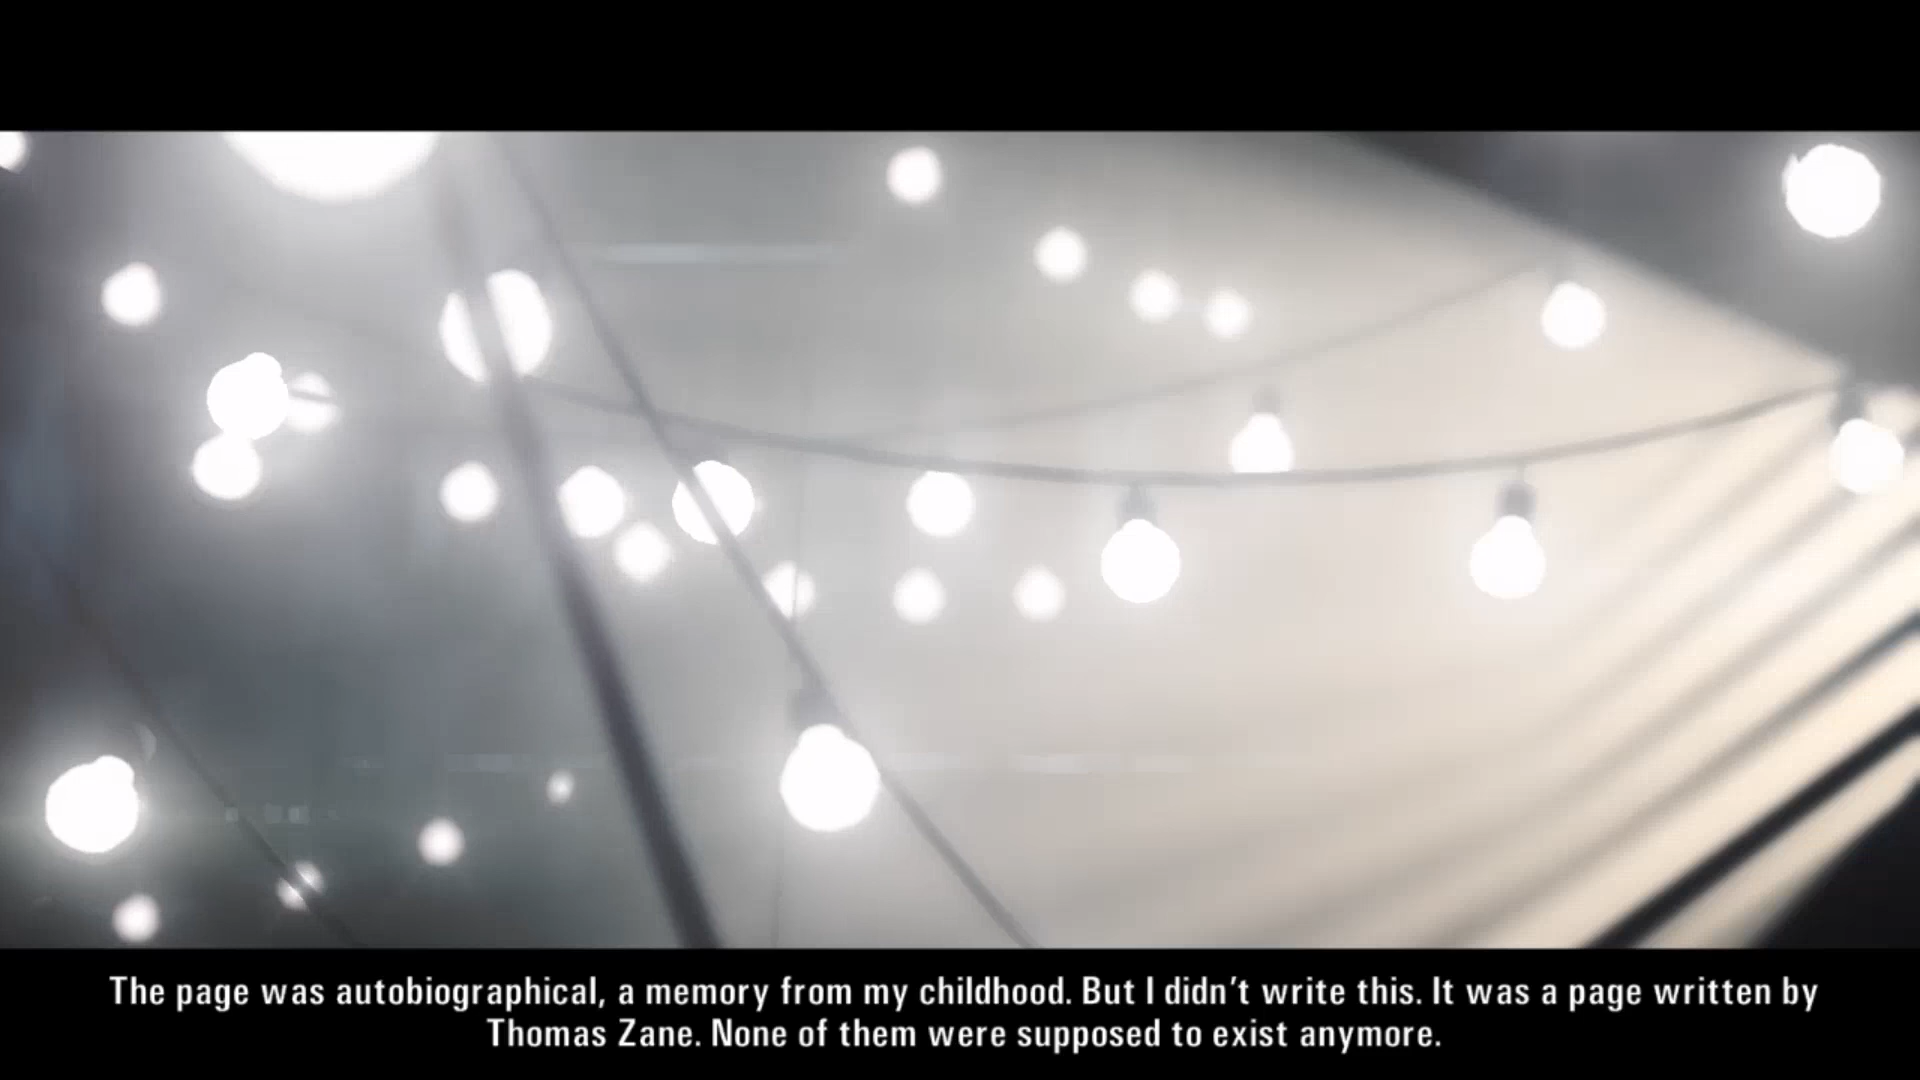 The page was autobiographical, a memory from my childhood. But I didn’t write this. It was a page written by
Thomas Zane. None of them were supposed to exist anymore.